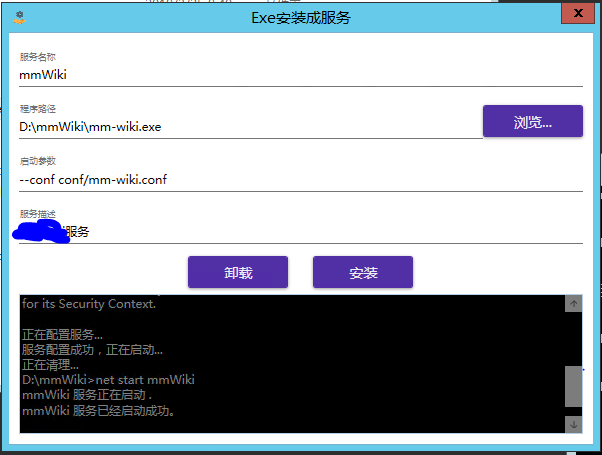 Exe安装成服务
服务名称
mmWiki
程序路径
D:\mmWiki\mm-wiki.exe
浏览...
启动参数
--conf conf/mm-wiki.conf
服务描述
服务
卸载
安装
for its Security Context.
正在配置服务...
服务配置成功，正在启动...
正在清理...
D:\mmWiki>net start mmWiki
mmWiki 服务正在启动 .
mmWiki 服务已经启动成功。